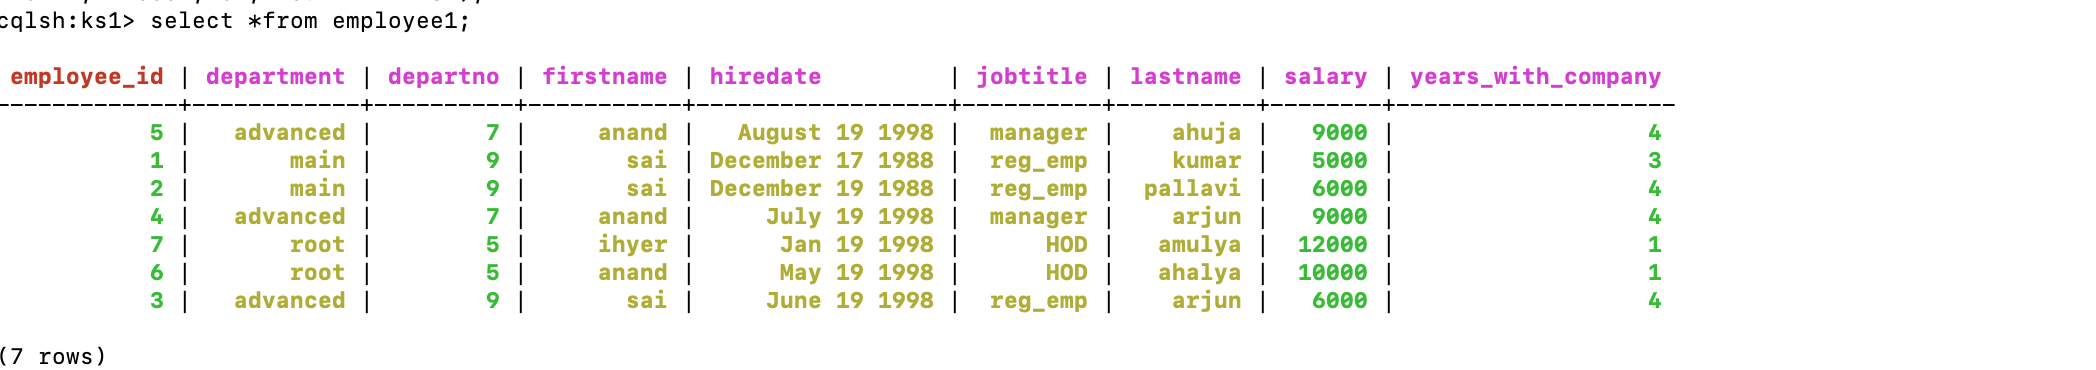 cqlsh:ks1> select *from employee1;
employee_id | department | departno | firstname | hiredate | jobtitle | lastname | salary | years_with_company
5 | advanced | 7 | anand | August 19 1998 | manager | ahuja | 9000 | 4
1 | main | 9 | sai | December 17 1988 | reg_emp | kumar | 5000 | 3
2 | main | 9 | sai | December 19 1988 | reg_emp | pallavi | 6000 | 4
4 | advanced | 7 | anand | July 19 1998 | manager | arjun | 9000 | 4
7 | root | 5 | ihyer | Jan 19 1998 | HOD | amulya | 12000 | 1
6 | root | 5 | anand | May 19 1998 | HOD | ahalya | 10000 | 1
3 | advanced | 9 | sai | June 19 1998 | reg_emp | arjun | 6000 | 4
(7 rows)